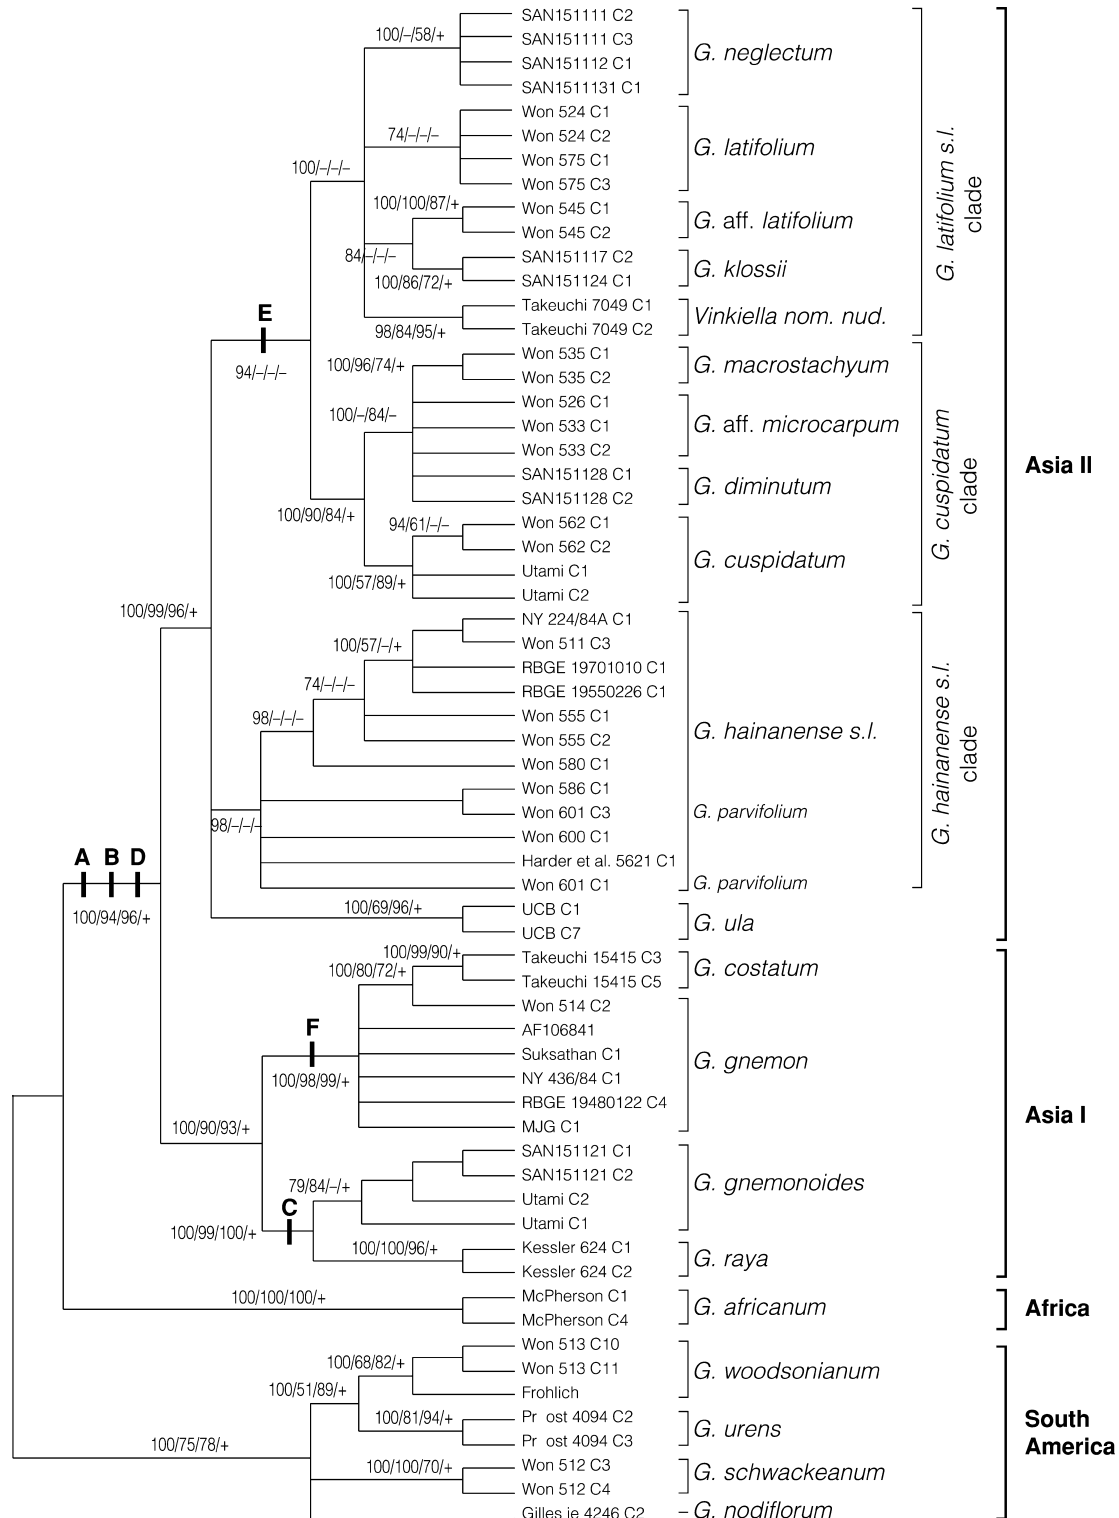 SAN151111 C2
100/–/58/+
SAN151111 C3
SAN151112 C1
SAN1511131 C1
G. neglectum
Won 524 C1
74/–/–/–
Won 524 C2
Won 575 C1
Won 575 C3
G. latifolium
100/–/–/–
100/100/87/+
Won 545 C1
Won 545 C2
G. aff. latifolium
84/–/–/–
SAN151117 C2
SAN151124 C1
100/86/72/+
G. klossii
Takeuchi 7049 C1
Takeuchi 7049 C2
98/84/95/+
Vinkiella nom. nud.
G. latifolium s.l.
clade
E
94/–/–/–
100/96/74/+
Won 535 C1
Won 535 C2
G. macrostachyum
100/–/84/–
Won 526 C1
Won 533 C1
Won 533 C2
G. aff. microcarpum
SAN151128 C1
SAN151128 C2
G. diminutum
100/90/84/+
94/61/–/–
Won 562 C1
Won 562 C2
Utami C1
Utami C2
100/57/89/+
G. cuspidatum
G. cuspidatum
clade
Asia II
100/99/96/+
NY 224/84A C1
100/57/–/+
Won 511 C3
RBGE 19701010 C1
74/–/–/–
RBGE 19550226 C1
98/–/–/–
Won 555 C1
Won 555 C2
Won 580 C1
G. hainanense s.l.
Won 586 C1
Won 601 C3
G. parvifolium
98/–/–/–
Won 600 C1
Harder et al. 5621 C1
Won 601 C1
G. parvifolium
G. hainanense s.l.
clade
A B D
100/94/96/+
100/69/96/+
UCB C1
UCB C7
G. ula
100/99/90/+
Takeuchi 15415 C3
100/80/72/+
Takeuchi 15415 C5
G. costatum
Won 514 C2
F
AF106841
Suksathan C1
100/98/99/+
NY 436/84 C1
RBGE 19480122 C4
MJG C1
G. gnemon
Asia I
100/90/93/+
SAN151121 C1
SAN151121 C2
79/84/–/+
Utami C2
Utami C1
G. gnemonoides
C
100/99/100/+
100/100/96/+
Kessler 624 C1
Kessler 624 C2
G. raya
100/100/100/+
McPherson C1
McPherson C4
G. africanum
Africa
Won 513 C10
100/68/82/+
Won 513 C11
Frohlich
G. woodsonianum
100/51/89/+
100/81/94/+
Pr ost 4094 C2
Pr ost 4094 C3
G. urens
South
America
100/75/78/+
100/100/70/+
Won 512 C3
Won 512 C4
G. schwackeanum
Gilles ie 4246 C2
G. nodiflorum